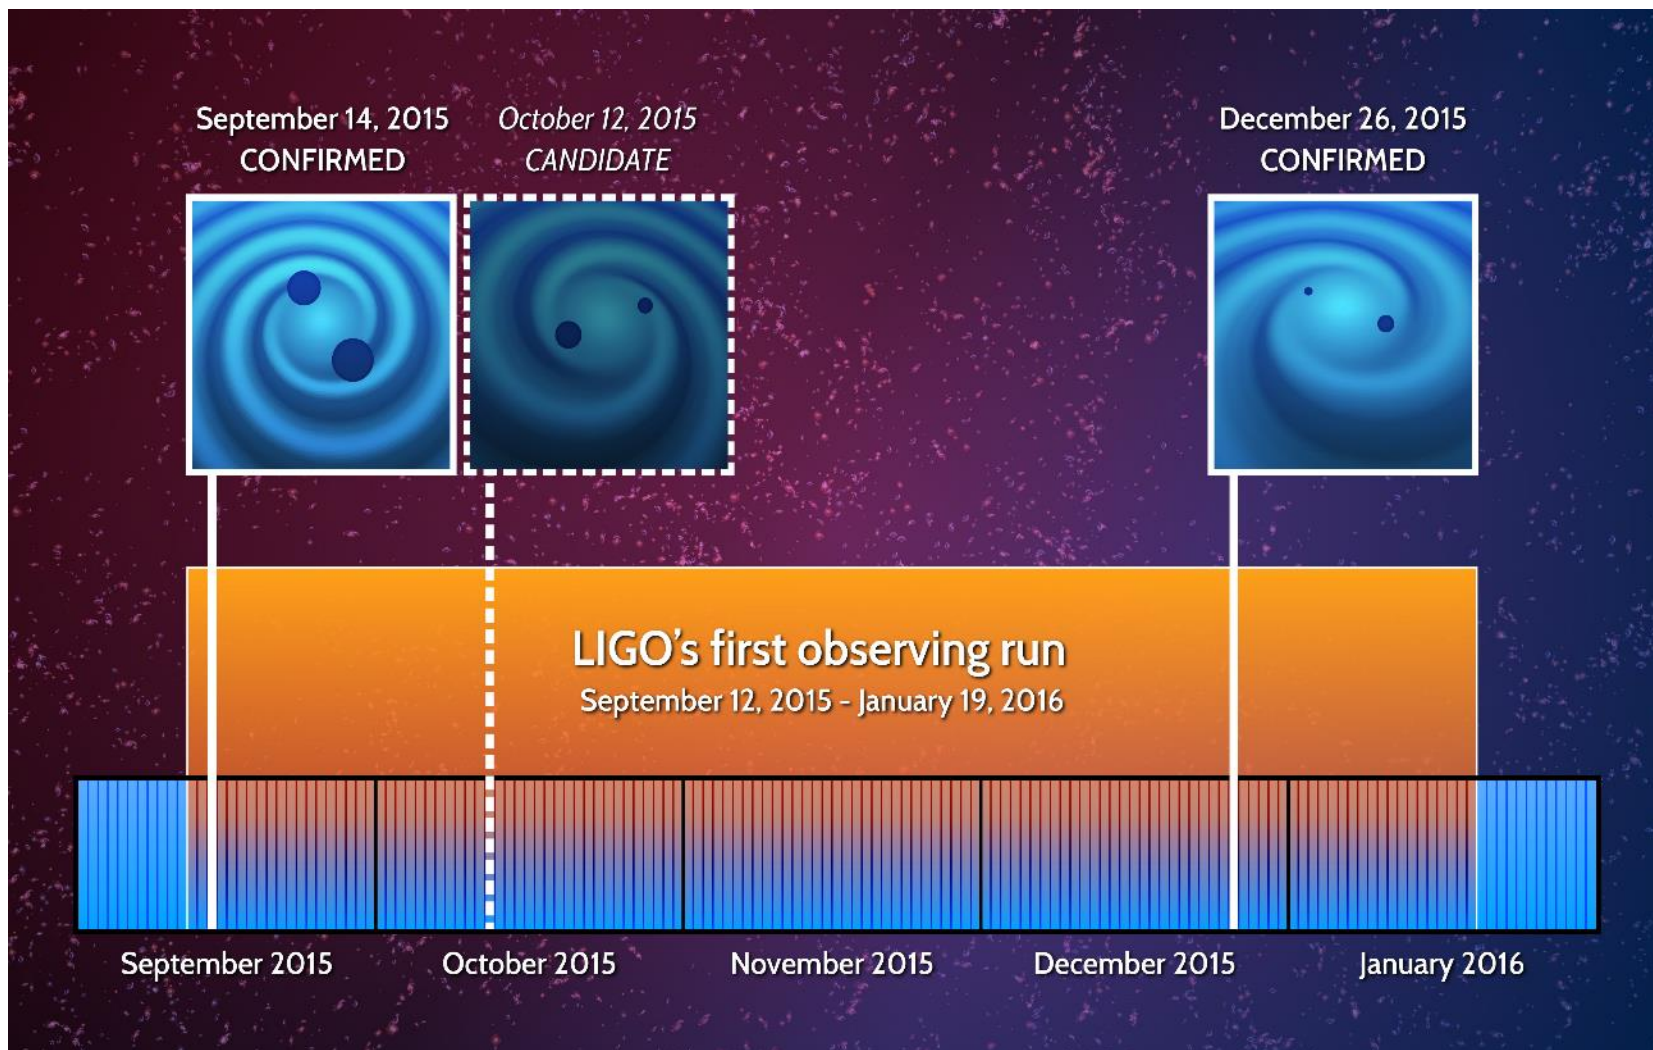 September 14, 2015
CONFIRMED
October 12, 2015
CANDIDATE
December 26, 2015
CONFIRMED
LIGO's first observing run
September 12, 2015 - January 19, 2016
September 2015
October 2015
November 2015
December 2015
January 2016